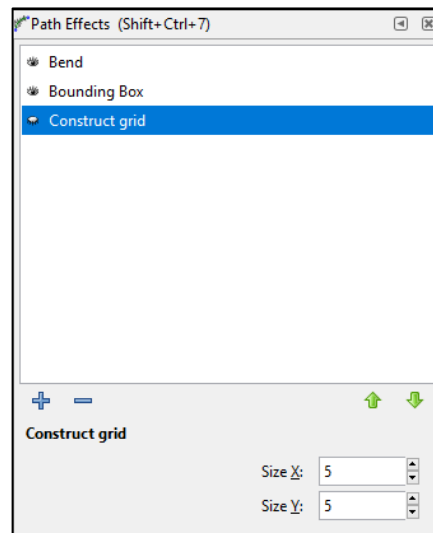 Path Effects (Shift+Ctrl+7)
Bend
Bounding Box
Construct grid
Construct grid
Size X: 5
Size Y: 5